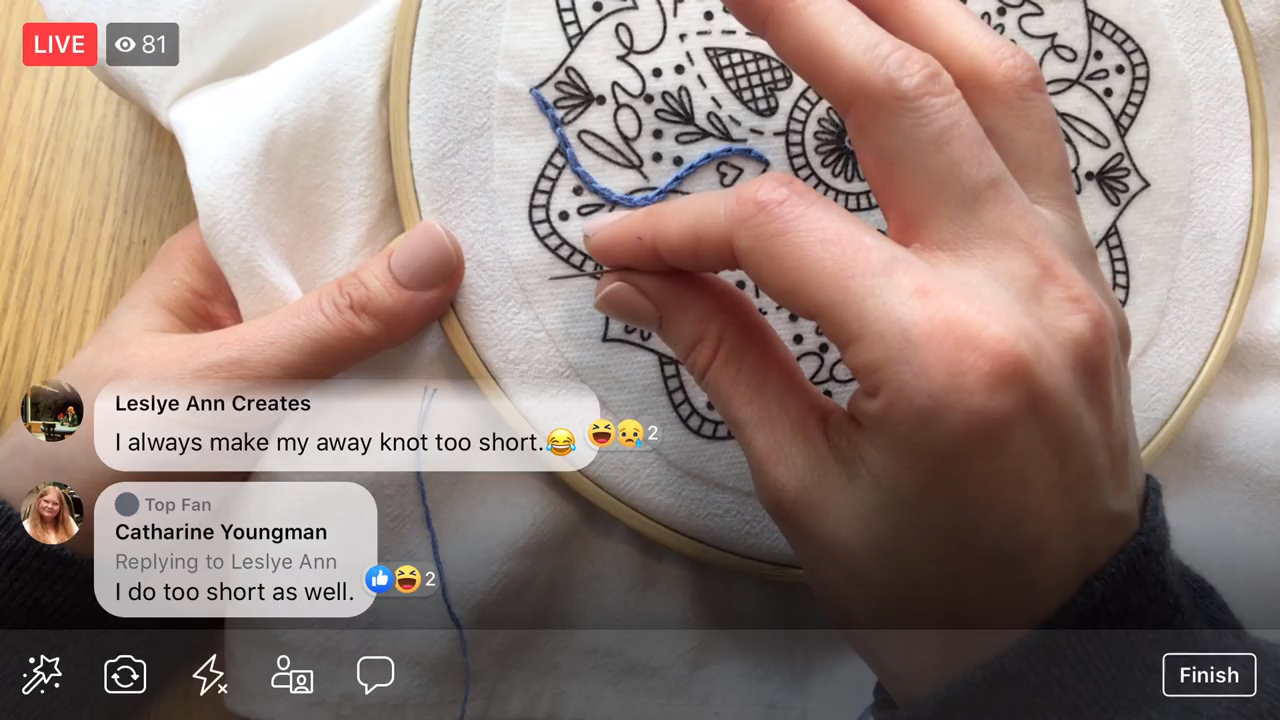 LIVE
81
love
Leslye Ann Creates
I always make my away knot too short.😂
2
Top Fan
Catharine Youngman
Replying to Leslye Ann
I do too short as well.
2
Finish